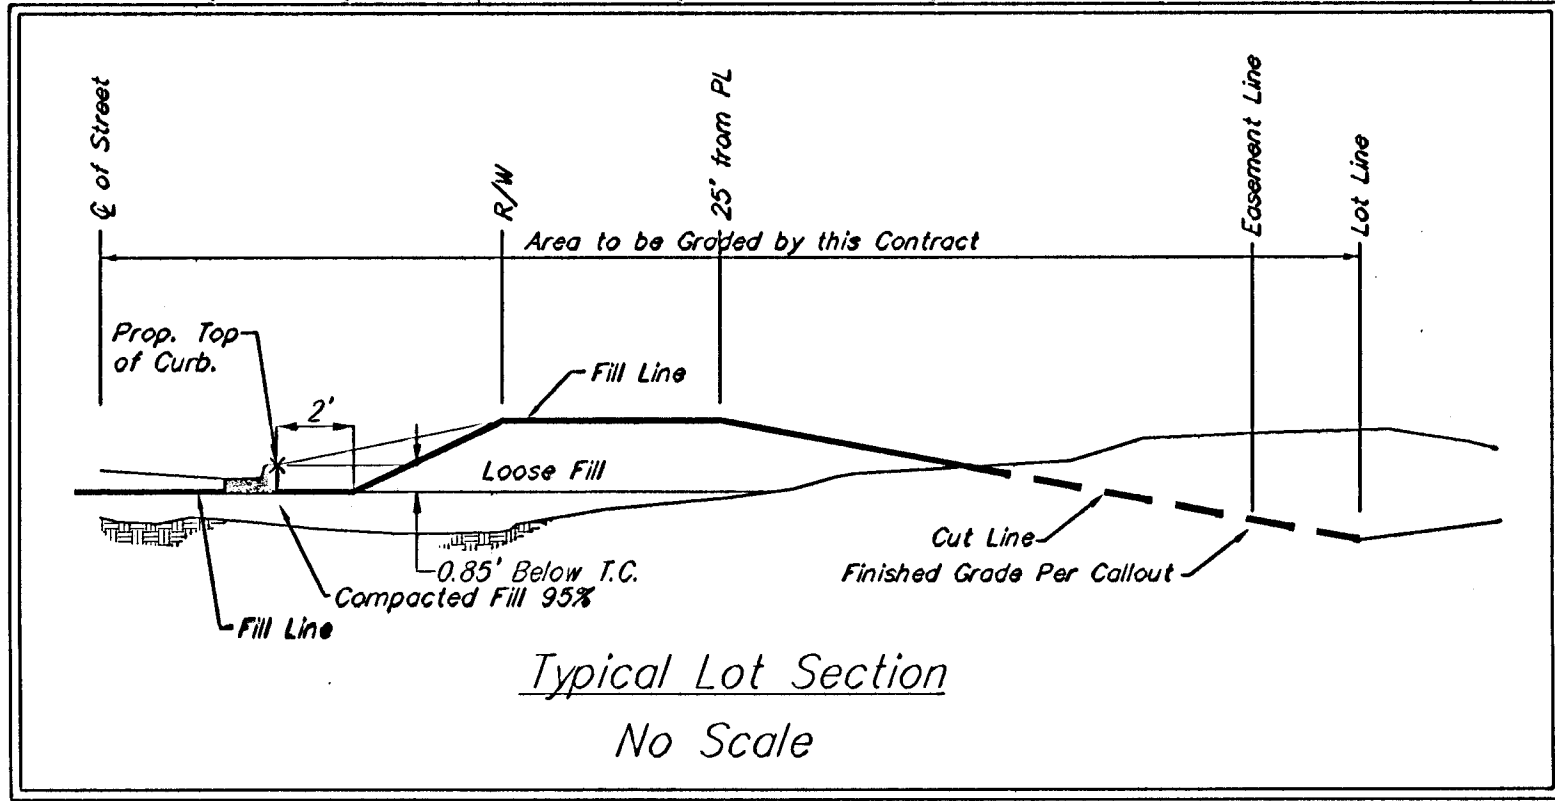 ℄ of Street
R/W
25' from PL
Easement Line
Lot Line
Area to be Graded by this Contract
Prop. Top
of Curb.
2'
Fill Line
Loose Fill
0.85' Below T.C.
Compacted Fill 95%
Fill Line
Cut Line
Finished Grade Per Callout
Typical Lot Section
No Scale